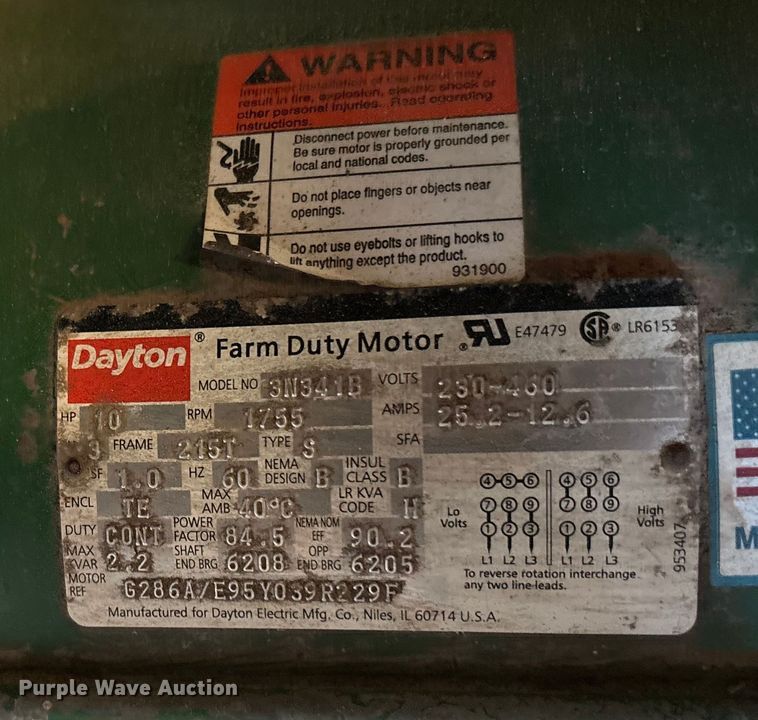 WARNING
Improper installation of this motor may
result in fire, explosion, electric shock or
other personal injuries. Read operating
instructions.
Disconnect power before maintenance.
Be sure motor is properly grounded per
local and national codes.
Do not place fingers or objects near
openings.
Do not use eyebolts or lifting hooks to
lift anything except the product.
931900
Dayton® Farm Duty Motor ®RU E47479 SA® LR6153
MODEL NO 3N341B VOLTS 230-460
HP 10 RPM 1755 AMPS 25.2-12.6
3 FRAME 215T TYPE S SFA
SF 1.0 HZ 60 NEMA DESIGN B INSUL CLASS B
ENCL TE MAX AMB 40°C LR KVA CODE H
DUTY CONT POWER FACTOR 84.5 NEMA NOM EFF 90.2
MAX KVAR 2.2 SHAFT END BRG 6208 OPP END BRG 6205
MOTOR REF G286A/E95Y039R229F
Manufactured for Dayton Electric Mfg. Co., Niles, IL 60714 U.S.A.
4 5 6 4 5 6
7 8 9 7 8 9
Lo Volts 1 2 3 1 2 3 High Volts
L1 L2 L3 L1 L2 L3
To reverse rotation interchange
any two line leads.
953407
M
Purple Wave Auction